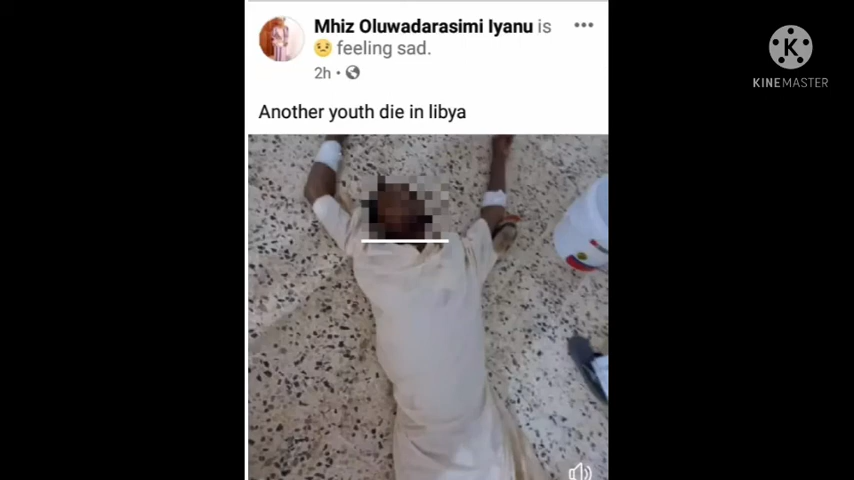 Mhiz Oluwadarasimi Iyanu is
feeling sad.
2h
Another youth die in libya
K
KINEMASTER